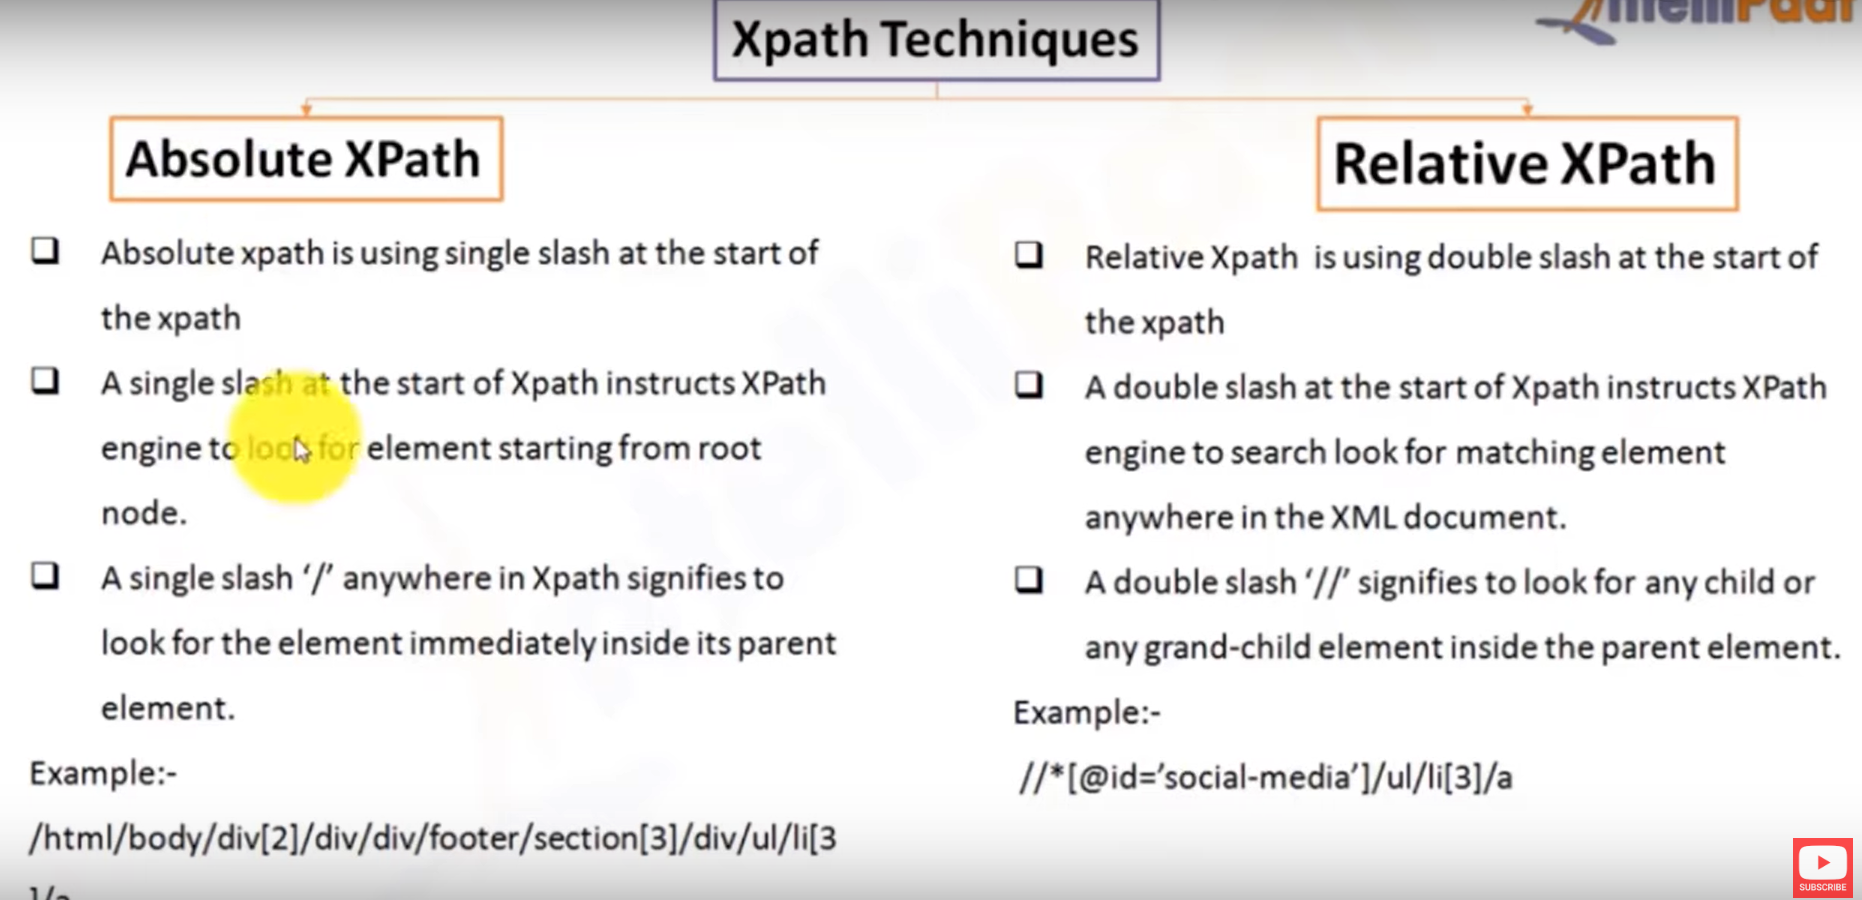 Xpath Techniques
Absolute XPath
Absolute xpath is using single slash at the start of
the xpath
A single slash at the start of Xpath instructs XPath
engine to look for element starting from root
node.
A single slash ‘/’ anywhere in Xpath signifies to
look for the element immediately inside its parent
element.
Example:-
/html/body/div[2]/div/div/footer/section[3]/div/ul/li[3
]/a
Relative XPath
Relative Xpath is using double slash at the start of
the xpath
A double slash at the start of Xpath instructs XPath
engine to search look for matching element
anywhere in the XML document.
A double slash ‘//’ signifies to look for any child or
any grand-child element inside the parent element.
Example:-
//*[@id=’social-media’]/ul/li[3]/a
SUBSCRIBE